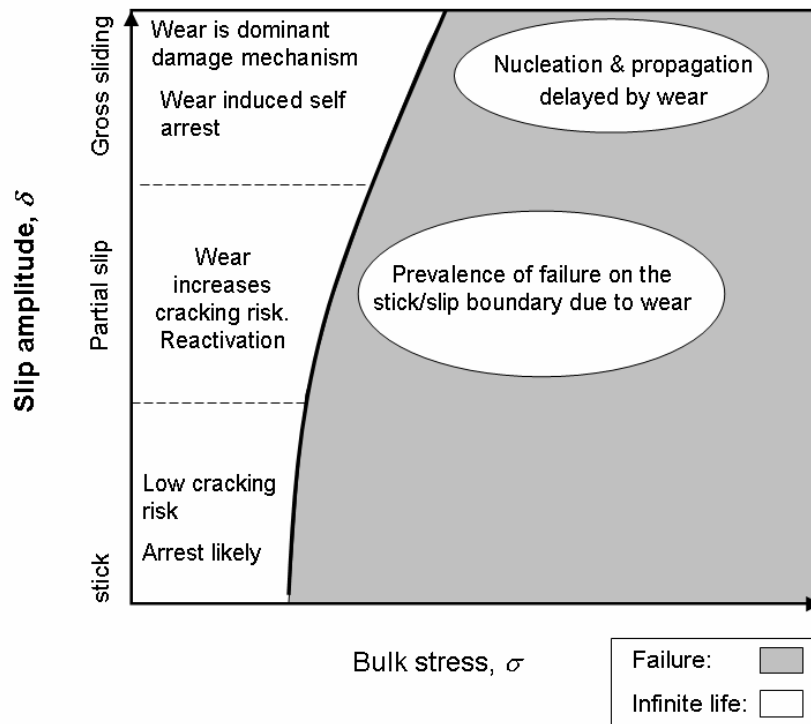 Wear is dominant
damage mechanism
Wear induced self
arrest
Nucleation & propagation
delayed by wear
Wear
increases
cracking risk.
Reactivation
Prevalence of failure on the
stick/slip boundary due to wear
Low cracking
risk
Arrest likely
Gross sliding
Partial slip
stick
Slip amplitude, δ
Bulk stress, σ
Failure:
Infinite life: